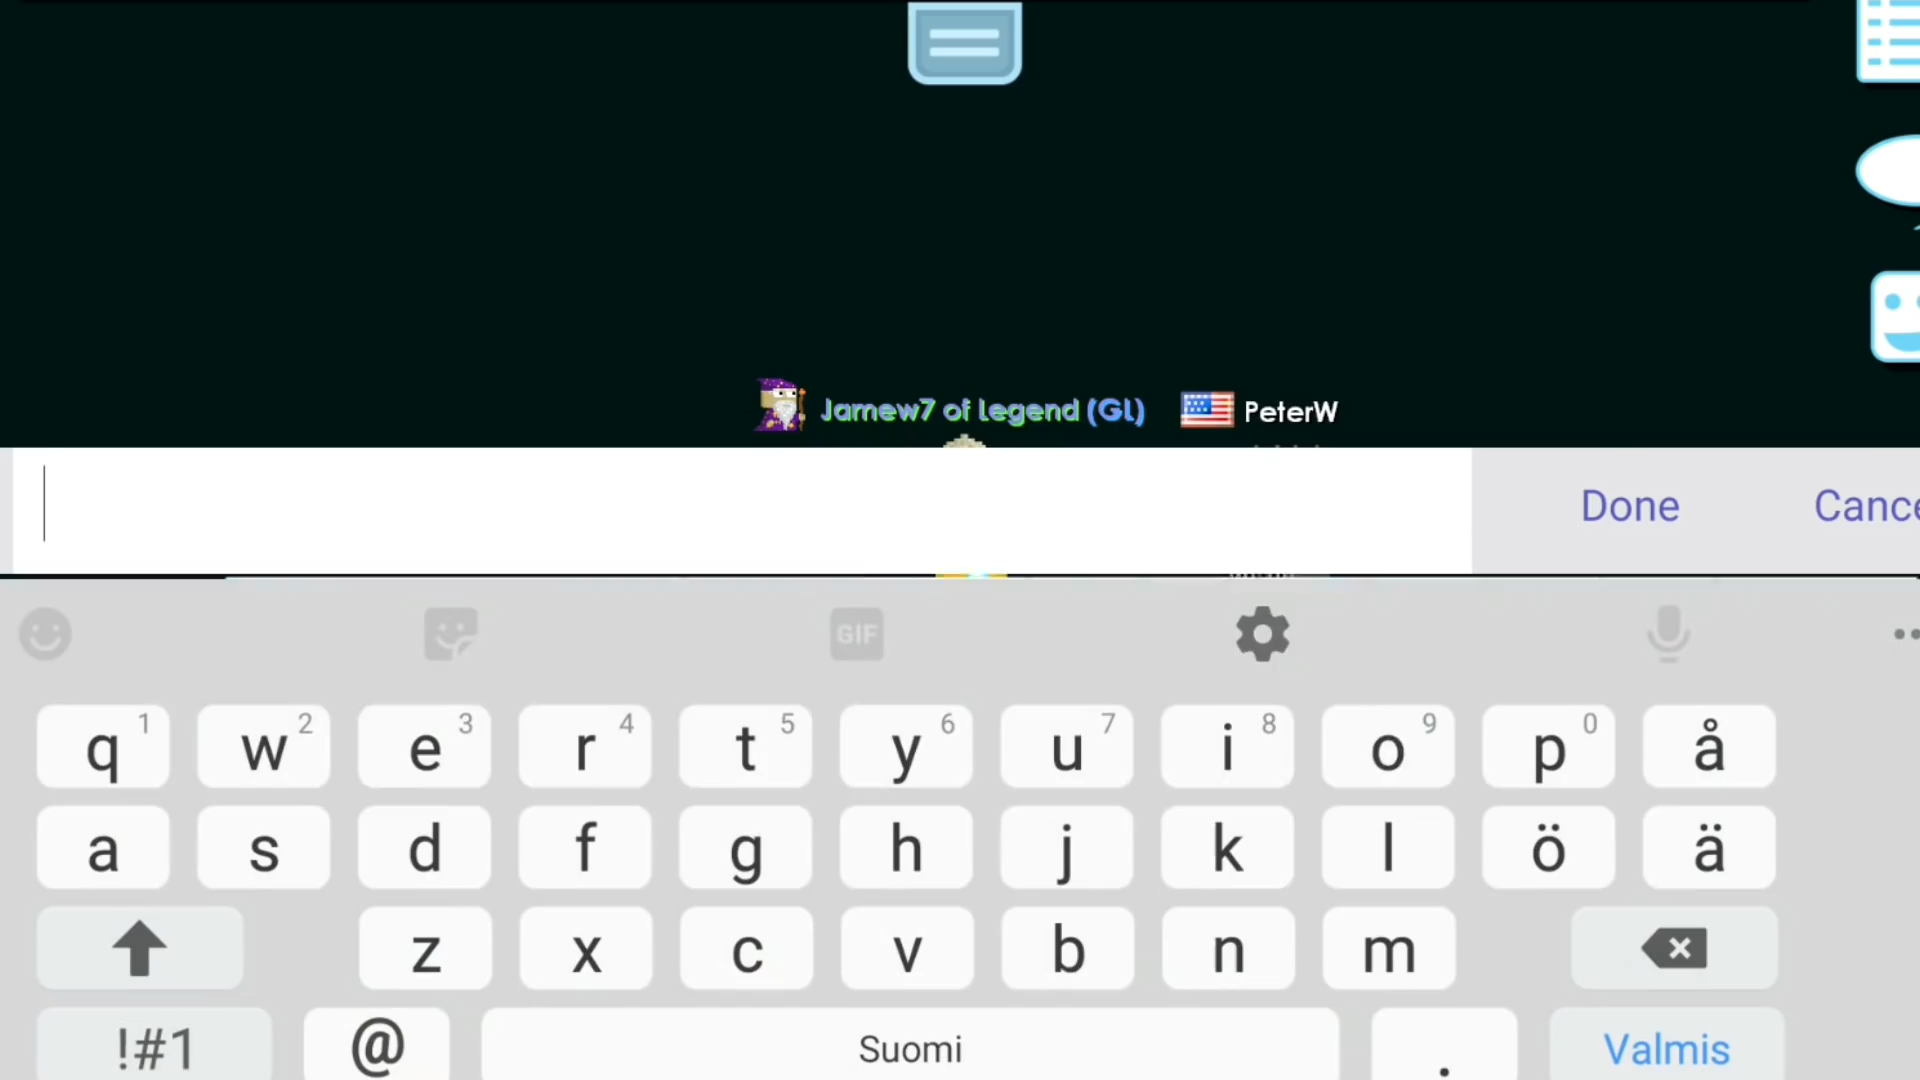 Jamew7 of Legend (GL) PeterW
Done Cance
GIF
q 1 w 2 e 3 r 4 t 5 y 6 u 7 i 8 o 9 p 0 å
a s d f g h j k l ö ä
z x c v b n m
!#1 @ Suomi . Valmis